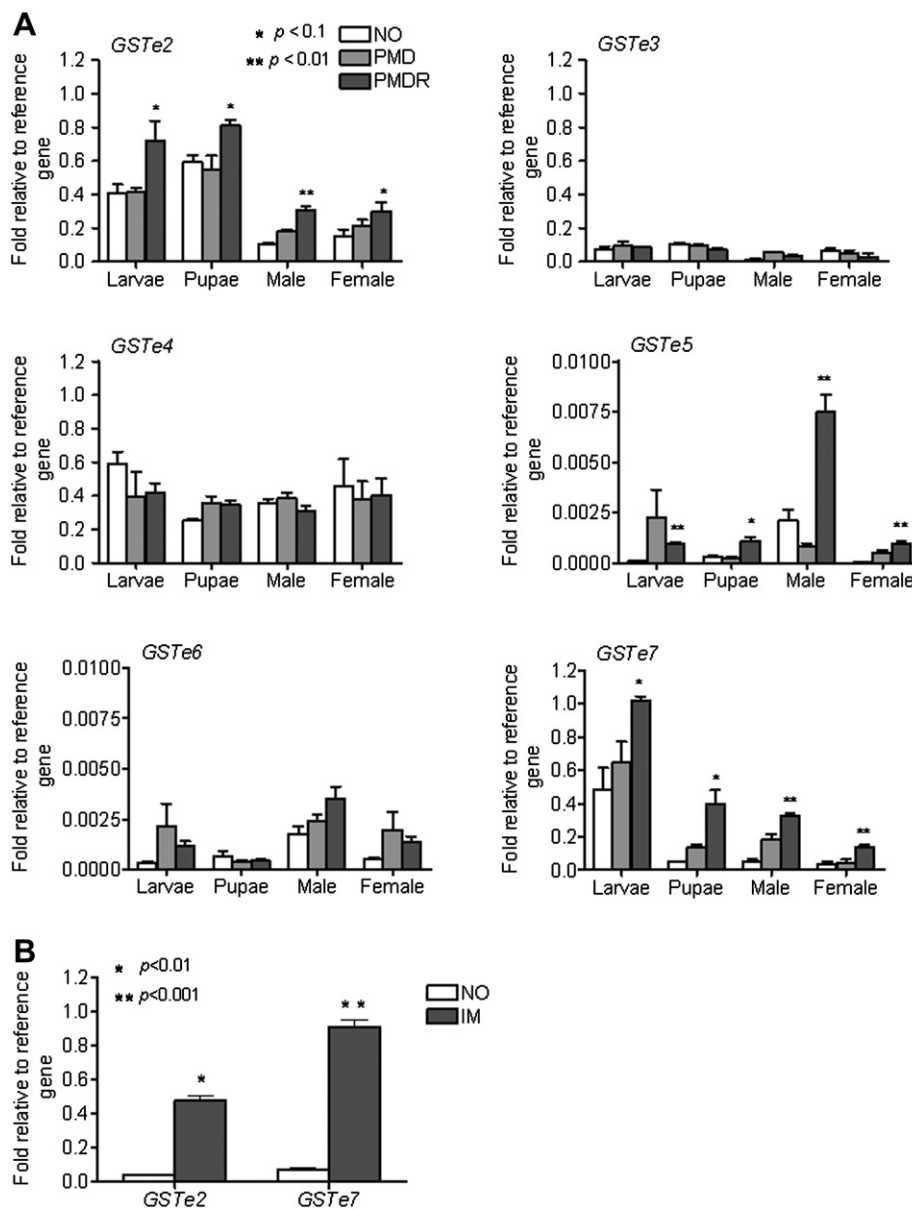 A
GSTe2
* p < 0.1
** p < 0.01
NO
PMD
PMDR
Fold relative to reference
gene
1.2
1.0
0.8
0.6
0.4
0.2
0.0
* * ** *
Larvae Pupae Male Female
GSTe3
Fold relative to reference
gene
1.2
1.0
0.8
0.6
0.4
0.2
0.0
Larvae Pupae Male Female
GSTe4
Fold relative to reference
gene
1.2
1.0
0.8
0.6
0.4
0.2
0.0
Larvae Pupae Male Female
GSTe5
Fold relative to reference
gene
0.0100
0.0075
0.0050
0.0025
0.0000
** * ** **
Larvae Pupae Male Female
GSTe6
Fold relative to reference
gene
0.0100
0.0075
0.0050
0.0025
0.0000
Larvae Pupae Male Female
GSTe7
Fold relative to reference
gene
1.2
1.0
0.8
0.6
0.4
0.2
0.0
* * ** **
Larvae Pupae Male Female
B
* p<0.01
** p<0.001
NO
IM
Fold relative to reference
gene
1.2
1.0
0.8
0.6
0.4
0.2
0.0
* **
GSTe2 GSTe7